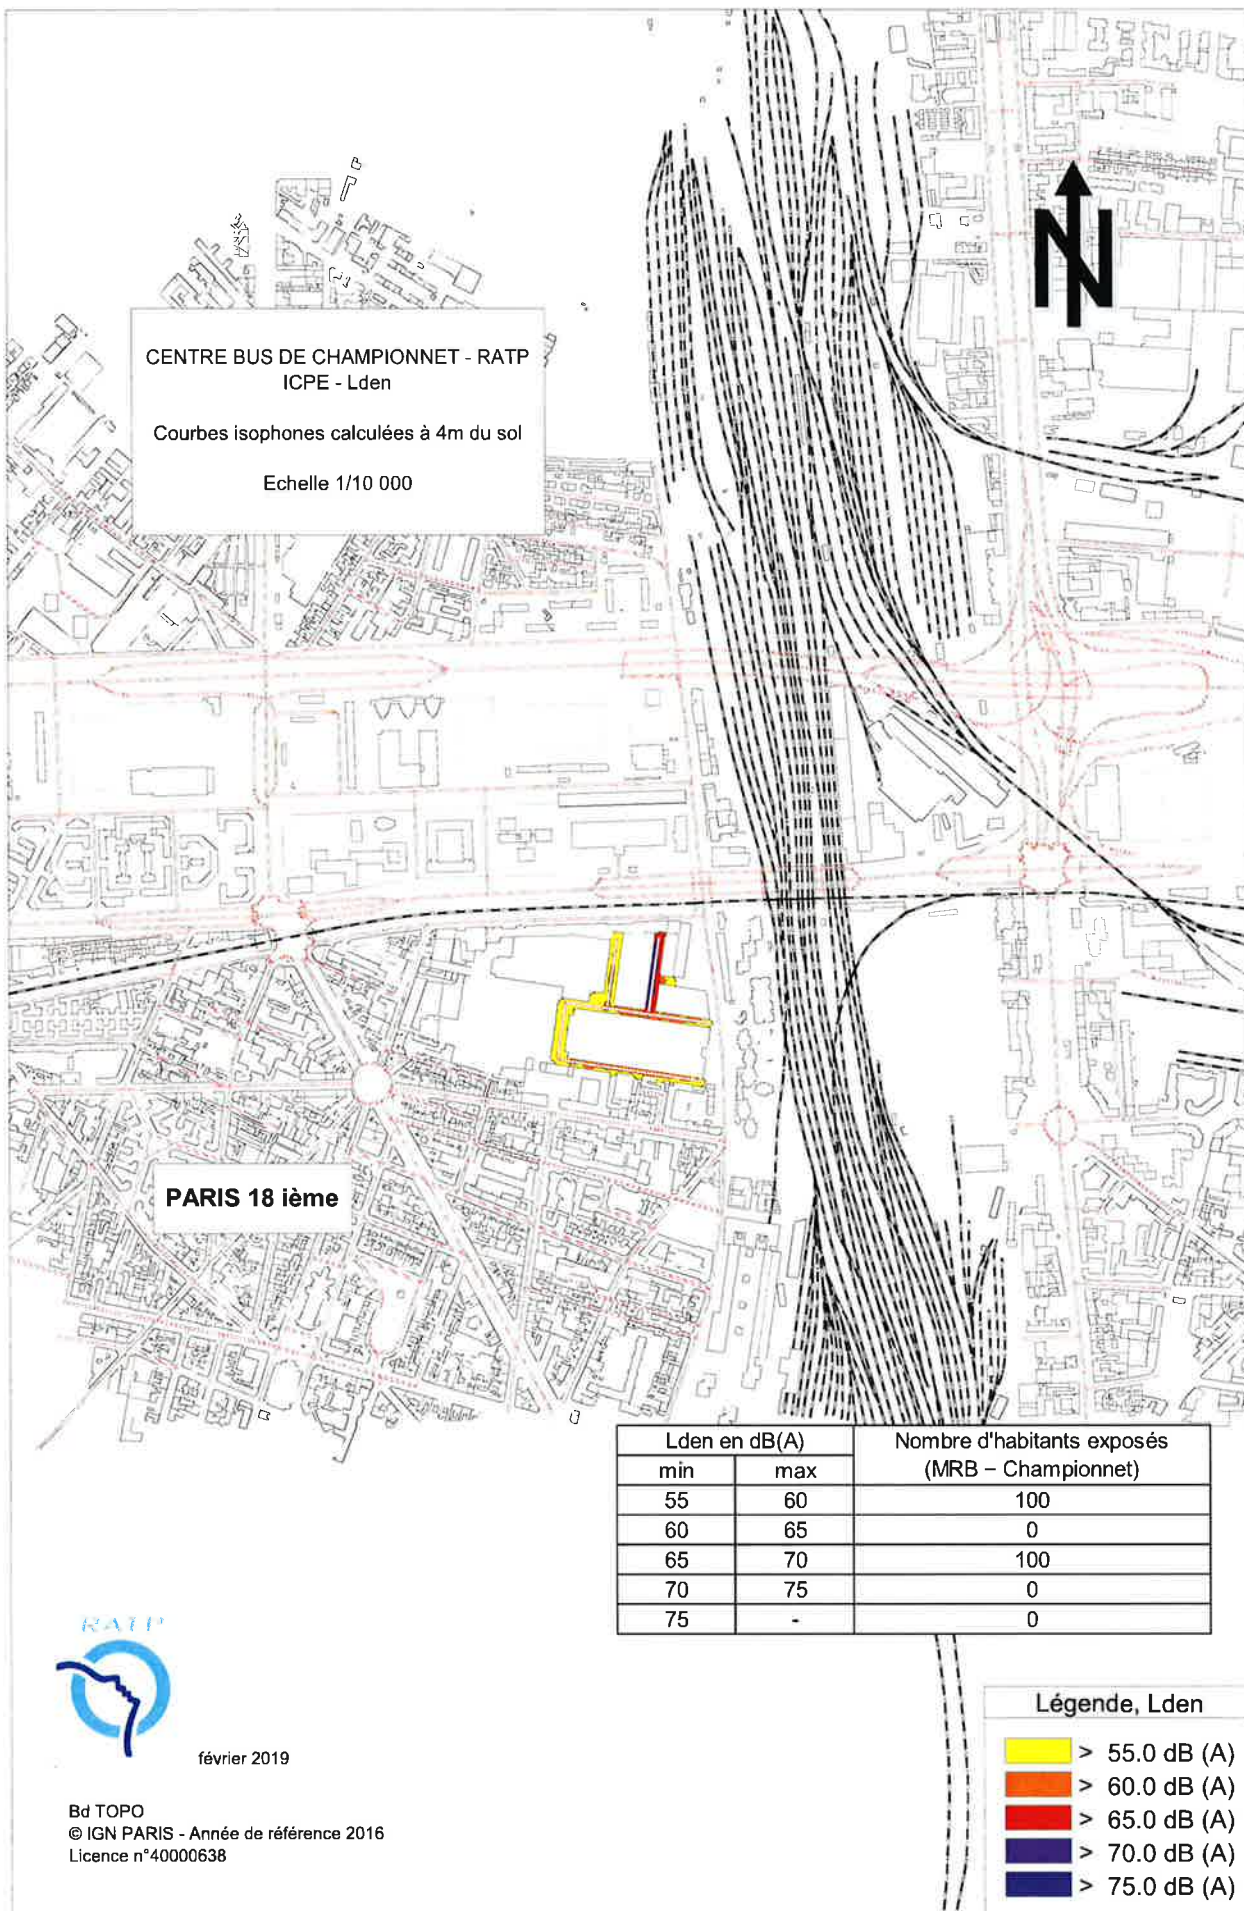 N
CENTRE BUS DE CHAMPIONNET - RATP
ICPE - Lden
Courbes isophones calculées à 4m du sol
Echelle 1/10 000
PARIS 18 ième
Lden en dB(A) Nombre d'habitants exposés
min max (MRB – Championnet)
55 60 100
60 65 0
65 70 100
70 75 0
75 - 0
RATP
février 2019
Bd TOPO
© IGN PARIS - Année de référence 2016
Licence n°40000638
Légende, Lden
> 55.0 dB (A)
> 60.0 dB (A)
> 65.0 dB (A)
> 70.0 dB (A)
> 75.0 dB (A)